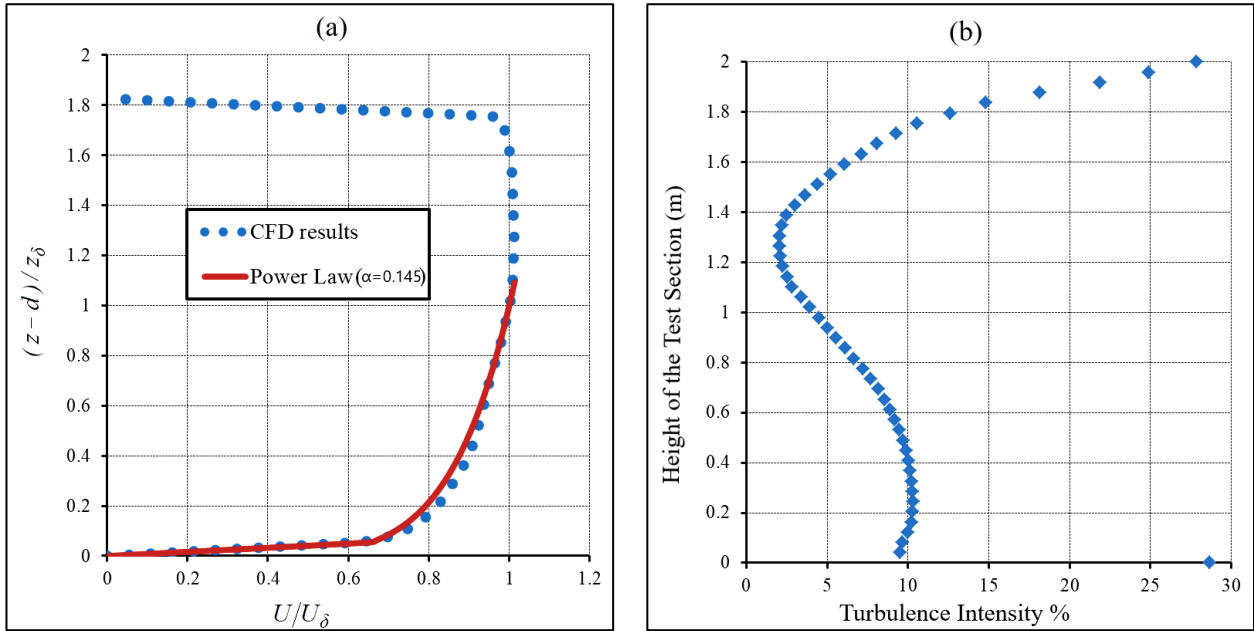 (a)
2
1.8
1.6
1.4
1.2
1
0.8
0.6
0.4
0.2
0
(z − d) / z_δ
CFD results
Power Law(α=0.145)
0 0.2 0.4 0.6 0.8 1 1.2
U/U_δ
(b)
2
1.8
1.6
1.4
1.2
1
0.8
0.6
0.4
0.2
0
Height of the Test Section (m)
0 5 10 15 20 25 30
Turbulence Intensity %